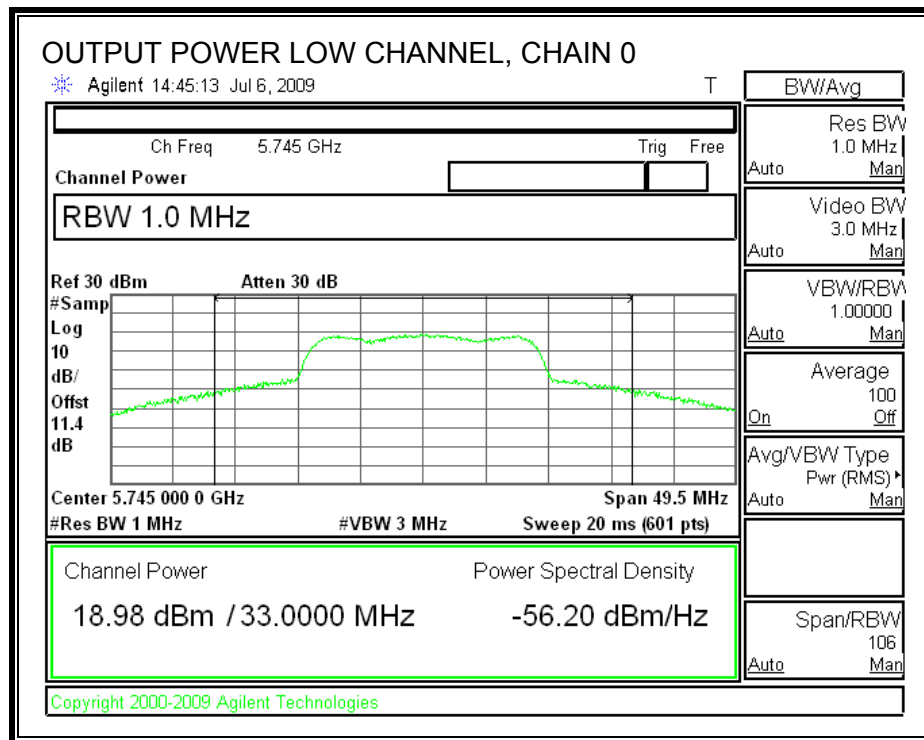 OUTPUT POWER LOW CHANNEL, CHAIN 0
Agilent 14:45:13 Jul 6, 2009 T
Ch Freq 5.745 GHz Trig Free
Channel Power
RBW 1.0 MHz
Ref 30 dBm Atten 30 dB
#Samp
Log
10
dB/
Offst
11.4
dB
Center 5.745 000 0 GHz Span 49.5 MHz
#Res BW 1 MHz #VBW 3 MHz Sweep 20 ms (601 pts)
Channel Power Power Spectral Density
18.98 dBm / 33.0000 MHz -56.20 dBm/Hz
Copyright 2000-2009 Agilent Technologies
BW/Avg
Res BW
1.0 MHz
Auto Man
Video BW
3.0 MHz
Auto Man
VBW/RBW
1.00000
Auto Man
Average
100
On Off
Avg/VBW Type
Pwr (RMS)
Auto Man
Span/RBW
106
Auto Man